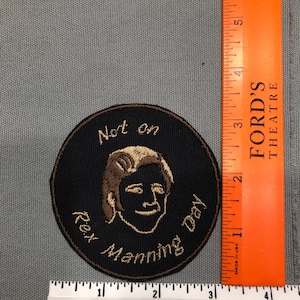 Not on
Rex Manning Day
FORD'S
THEATRE
1 2 3 4 5
1 2 3 4